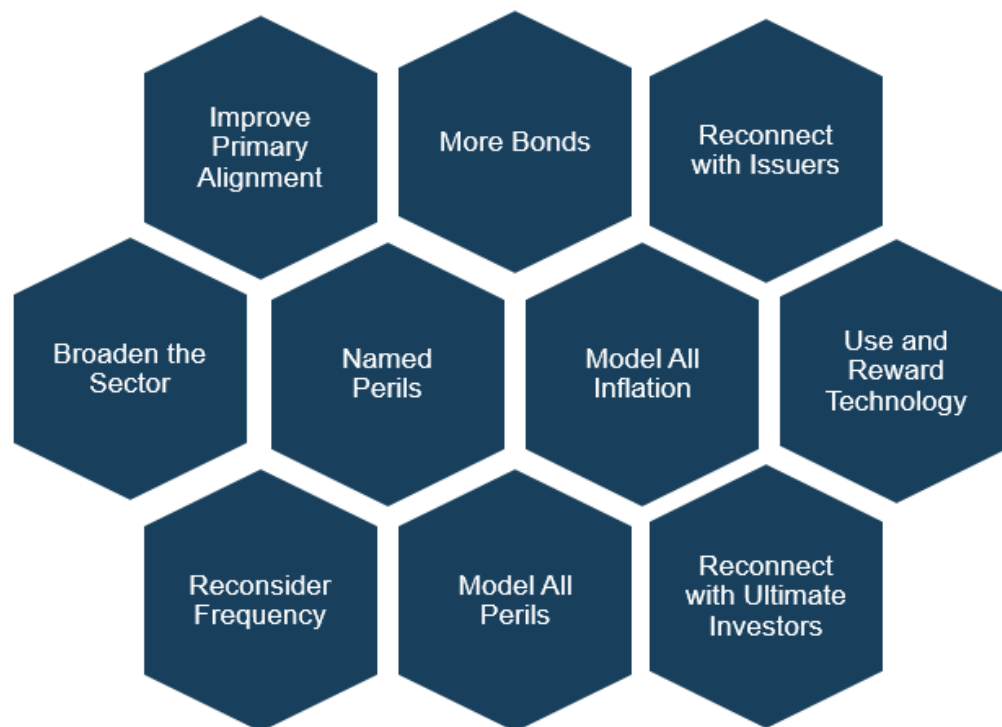 Improve
Primary
Alignment
More Bonds
Reconnect
with Issuers
Broaden the
Sector
Named
Perils
Model All
Inflation
Use and
Reward
Technology
Reconsider
Frequency
Model All
Perils
Reconnect
with Ultimate
Investors